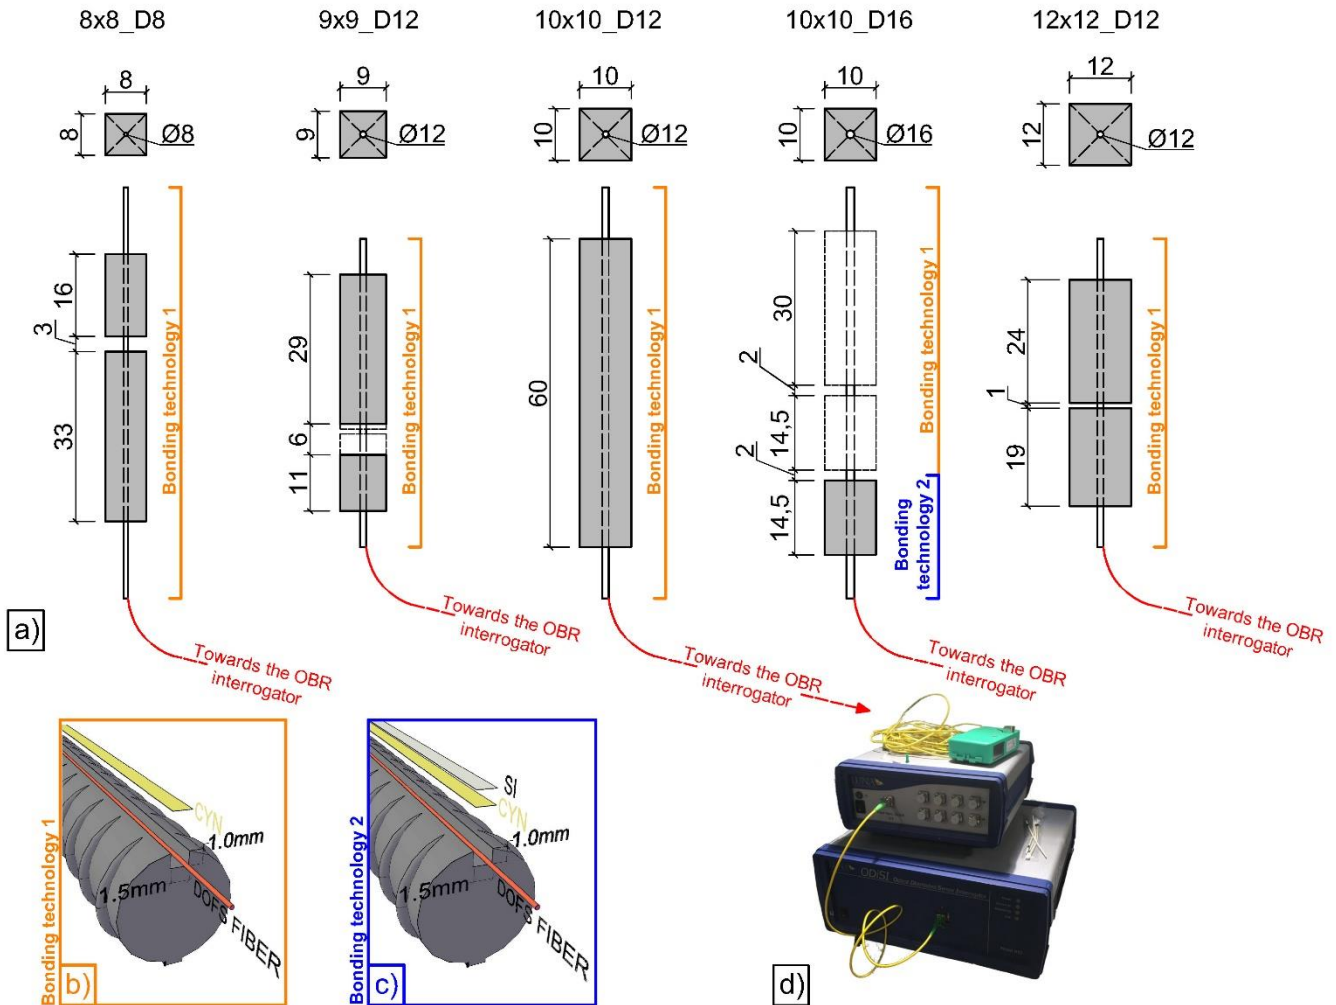 8x8_D8
9x9_D12
10x10_D12
10x10_D16
12x12_D12
8
9
10
10
12
8
Ø8
9
Ø12
10
Ø12
10
Ø16
12
Ø12
16
3
33
Bonding technology 1
29
6
11
Bonding technology 1
60
Bonding technology 1
30
2
14,5
2
14,5
Bonding technology 1
Bonding
technology 2
24
1
19
Bonding technology 1
a)
Towards the OBR
interrogator
Towards the OBR
interrogator
Towards the OBR
interrogator
Towards the OBR
interrogator
Towards the OBR
interrogator
Bonding technology 1
CYN
1.0mm
1.5mm
DOFS FIBER
b)
Bonding technology 2
SI
CYN
1.0mm
1.5mm
DOFS FIBER
c)
ODiSI
d)